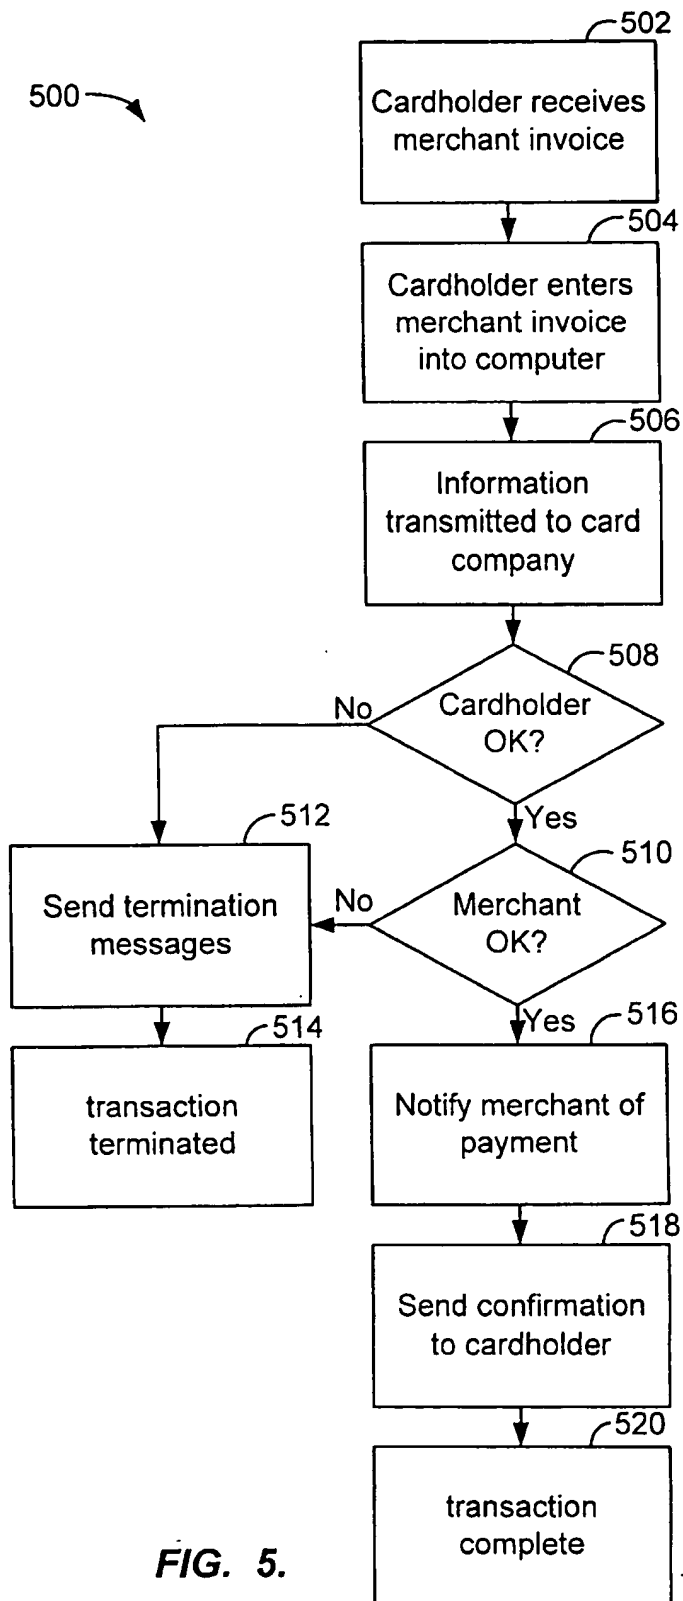 502
500
Cardholder receives
merchant invoice
504
Cardholder enters
merchant invoice
into computer
506
Information
transmitted to card
company
508
No
Cardholder
OK?
Yes
512
510
Send termination
messages
No
Merchant
OK?
Yes
514
516
transaction
terminated
Notify merchant of
payment
518
Send confirmation
to cardholder
520
transaction
complete
FIG. 5.